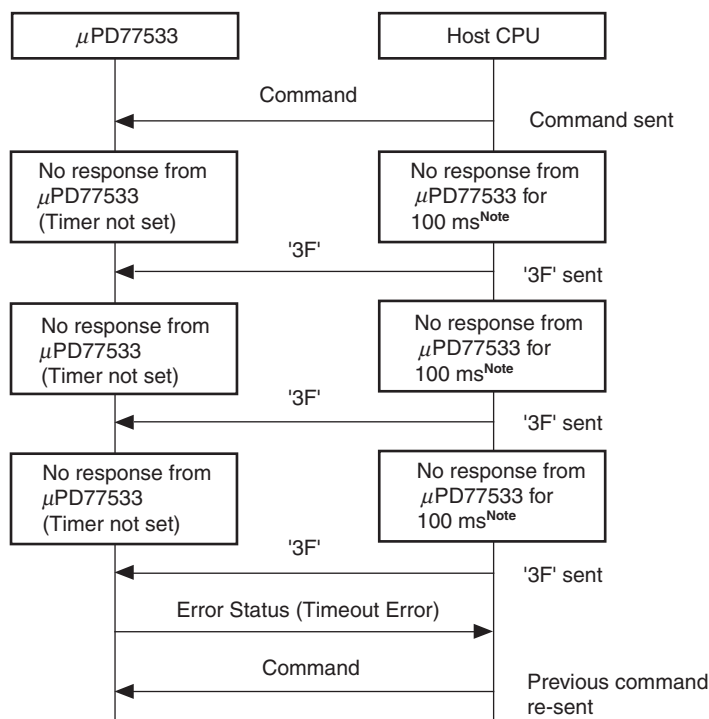 μPD77533
Host CPU
Command
Command sent
No response from
μPD77533
(Timer not set)
No response from
μPD77533 for
100 msNote
'3F'
'3F' sent
No response from
μPD77533
(Timer not set)
No response from
μPD77533 for
100 msNote
'3F'
'3F' sent
No response from
μPD77533
(Timer not set)
No response from
μPD77533 for
100 msNote
'3F'
'3F' sent
Error Status (Timeout Error)
Command
Previous command
re-sent